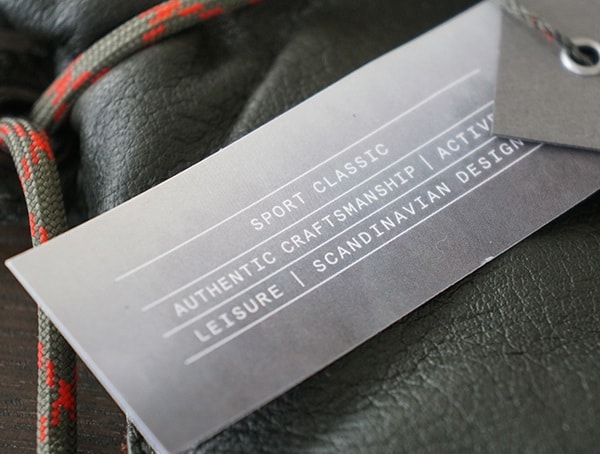 SPORT CLASSIC
AUTHENTIC CRAFTSMANSHIP | ACTIVE
LEISURE | SCANDINAVIAN DESIGN